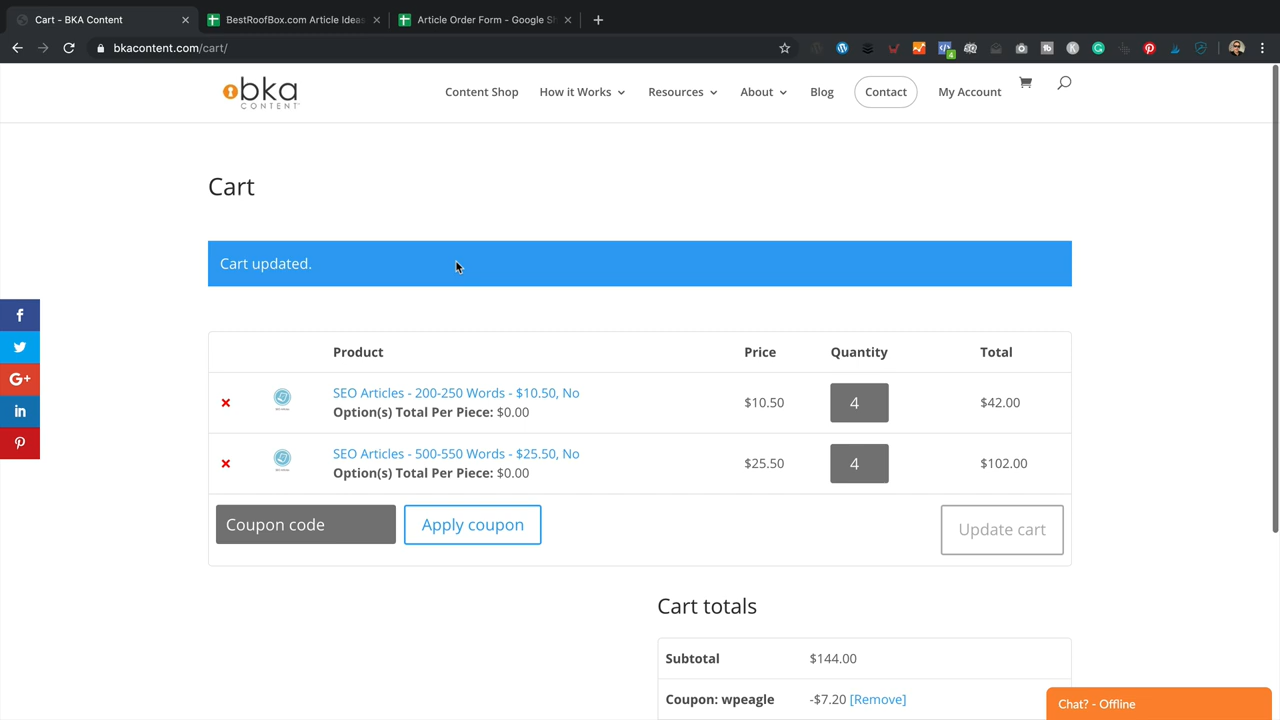 Cart - BKA Content
BestRoofBox.com Article Ideas
Article Order Form - Google Sh
bkacontent.com/cart/
bka
CONTENT
Content Shop
How it Works
Resources
About
Blog
Contact
My Account
Cart
Cart updated.
Product Price Quantity Total
SEO Articles - 200-250 Words - $10.50, No
Option(s) Total Per Piece: $0.00
$10.50
4
$42.00
SEO Articles - 500-550 Words - $25.50, No
Option(s) Total Per Piece: $0.00
$25.50
4
$102.00
Coupon code
Apply coupon
Update cart
Cart totals
Subtotal $144.00
Coupon: wpeagle -$7.20 [Remove]
Chat? - Offline